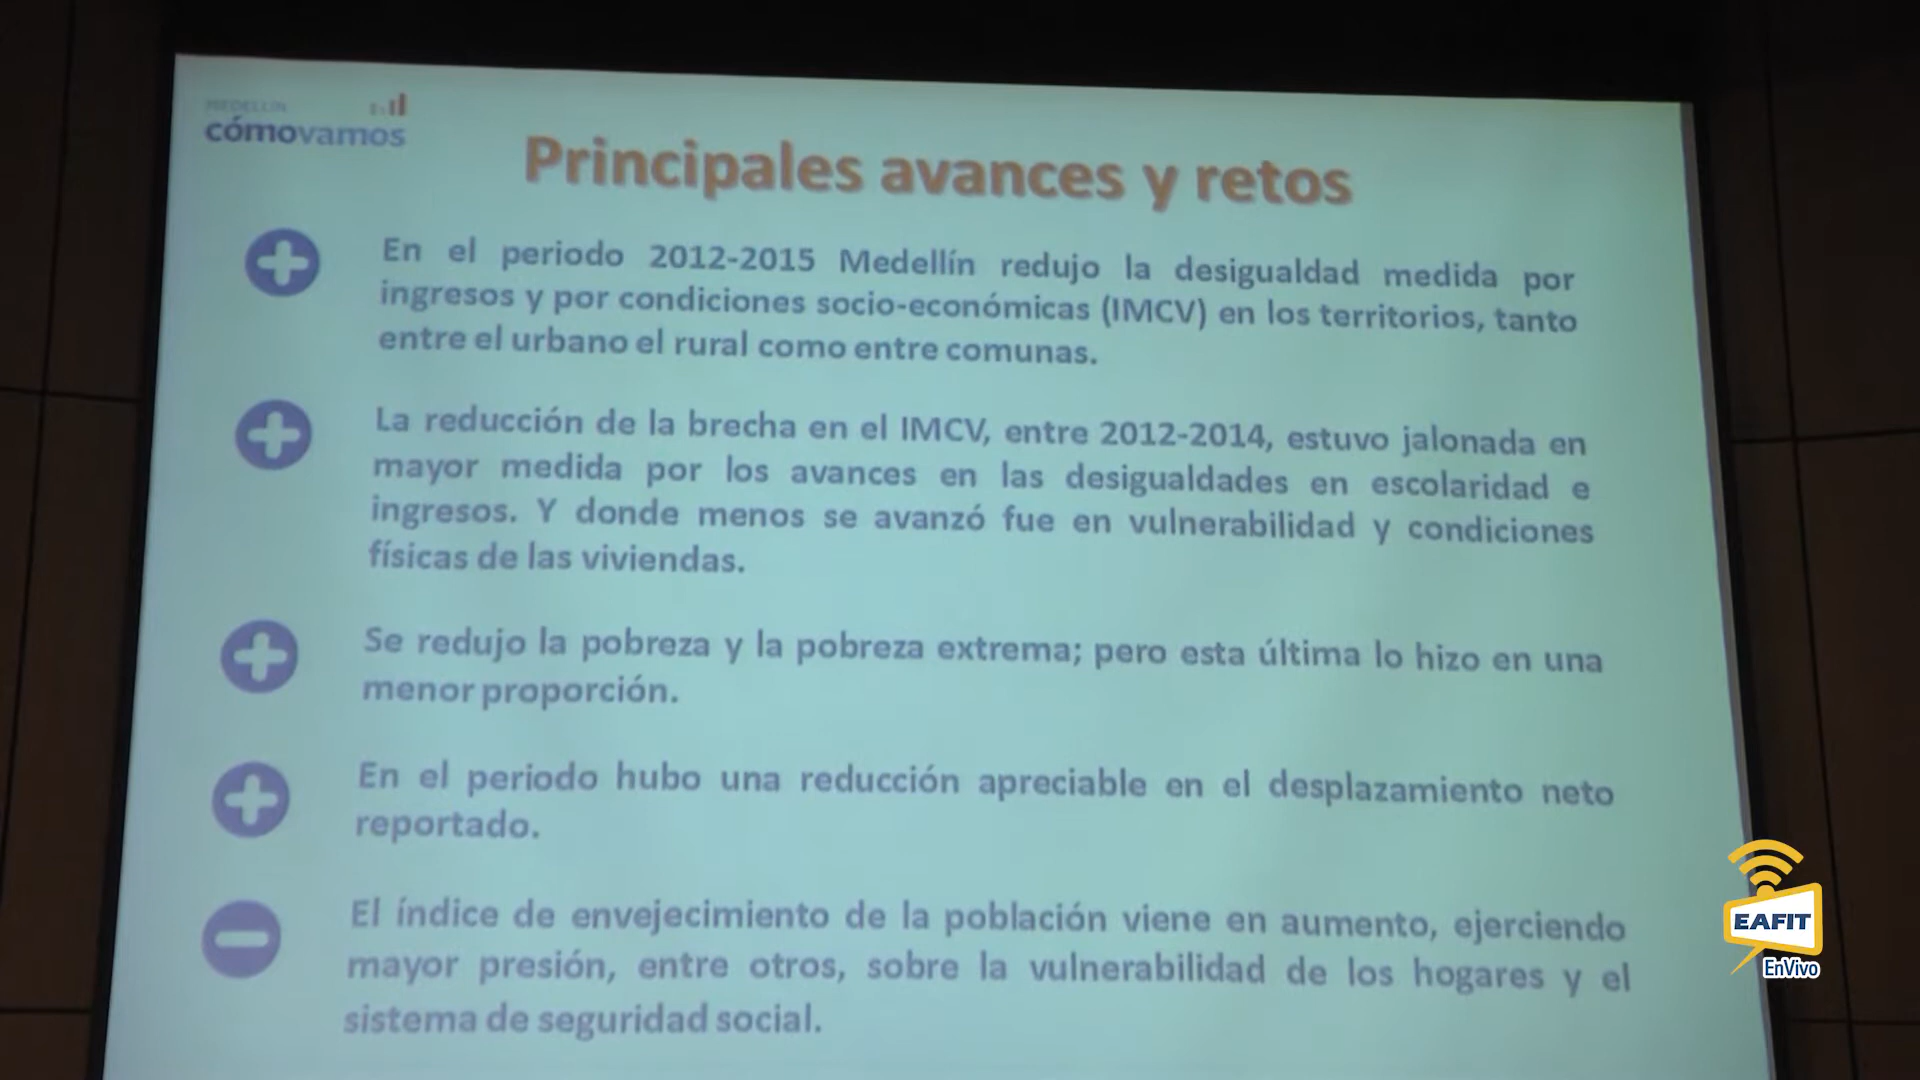 MEDELLÍN
cómovamos
Principales avances y retos
En el periodo 2012-2015 Medellín redujo la desigualdad medida por
ingresos y por condiciones socio-económicas (IMCV) en los territorios, tanto
entre el urbano el rural como entre comunas.
La reducción de la brecha en el IMCV, entre 2012-2014, estuvo jalonada en
mayor medida por los avances en las desigualdades en escolaridad e
ingresos. Y donde menos se avanzó fue en vulnerabilidad y condiciones
físicas de las viviendas.
Se redujo la pobreza y la pobreza extrema; pero esta última lo hizo en una
menor proporción.
En el periodo hubo una reducción apreciable en el desplazamiento neto
reportado.
El índice de envejecimiento de la población viene en aumento, ejerciendo
mayor presión, entre otros, sobre la vulnerabilidad de los hogares y el
sistema de seguridad social.
EAFIT
EnVivo